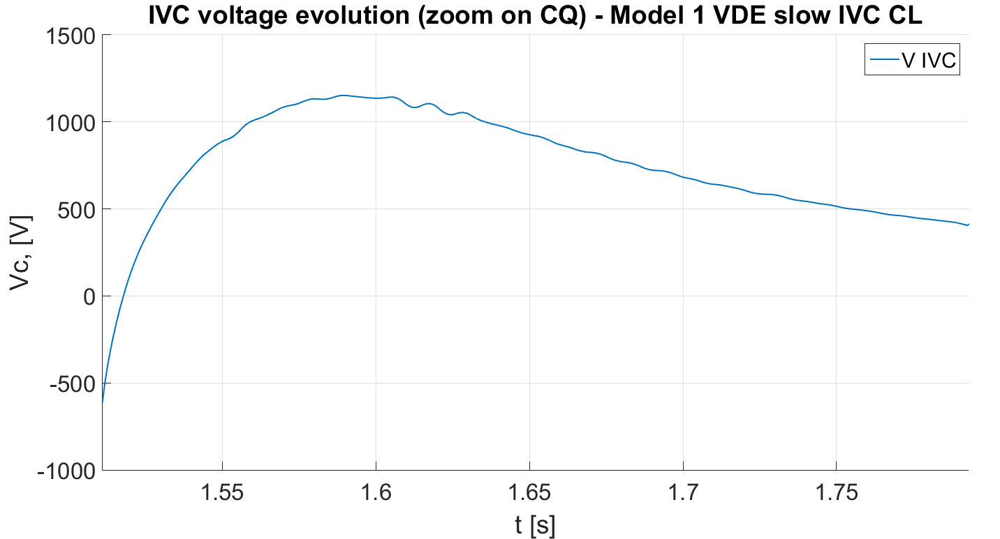 IVC voltage evolution (zoom on CQ) - Model 1 VDE slow IVC CL
V IVC
1500
1000
500
0
-500
-1000
Vc, [V]
1.55 1.6 1.65 1.7 1.75
t [s]